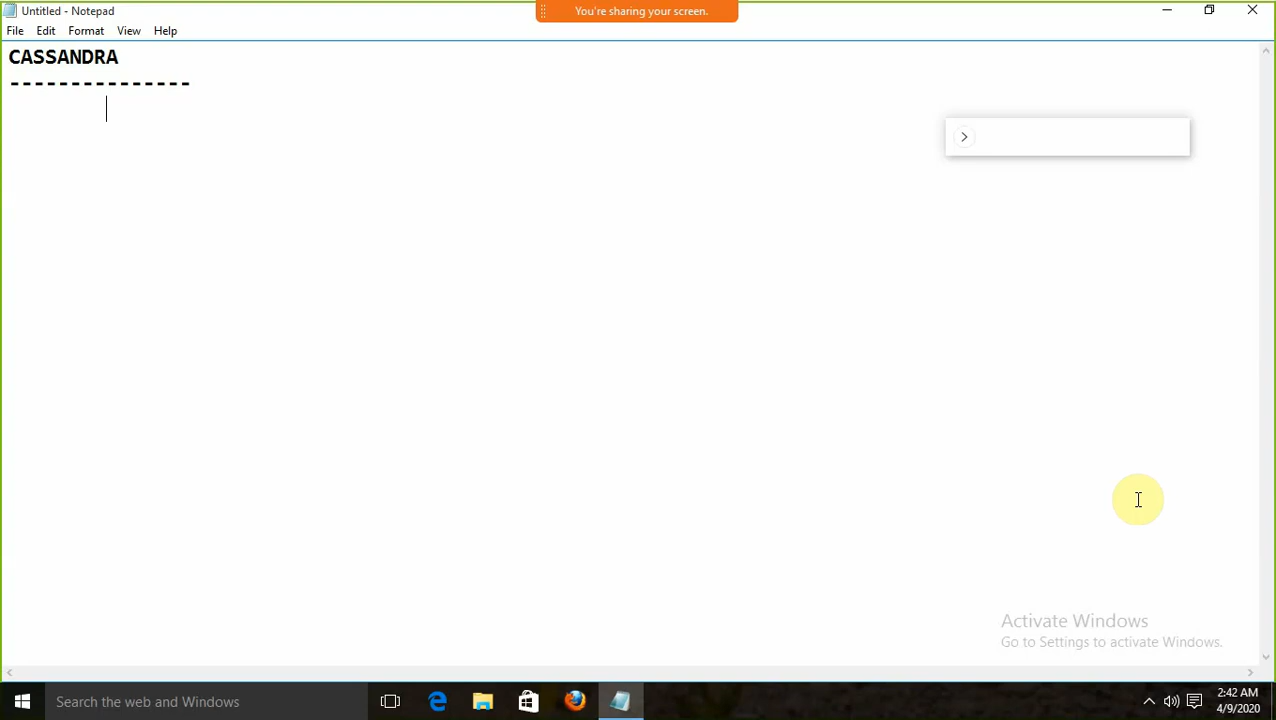 Untitled - Notepad
You're sharing your screen.
File Edit Format View Help
CASSANDRA
---------------
Activate Windows
Go to Settings to activate Windows.
Search the web and Windows
2:42 AM
4/9/2020